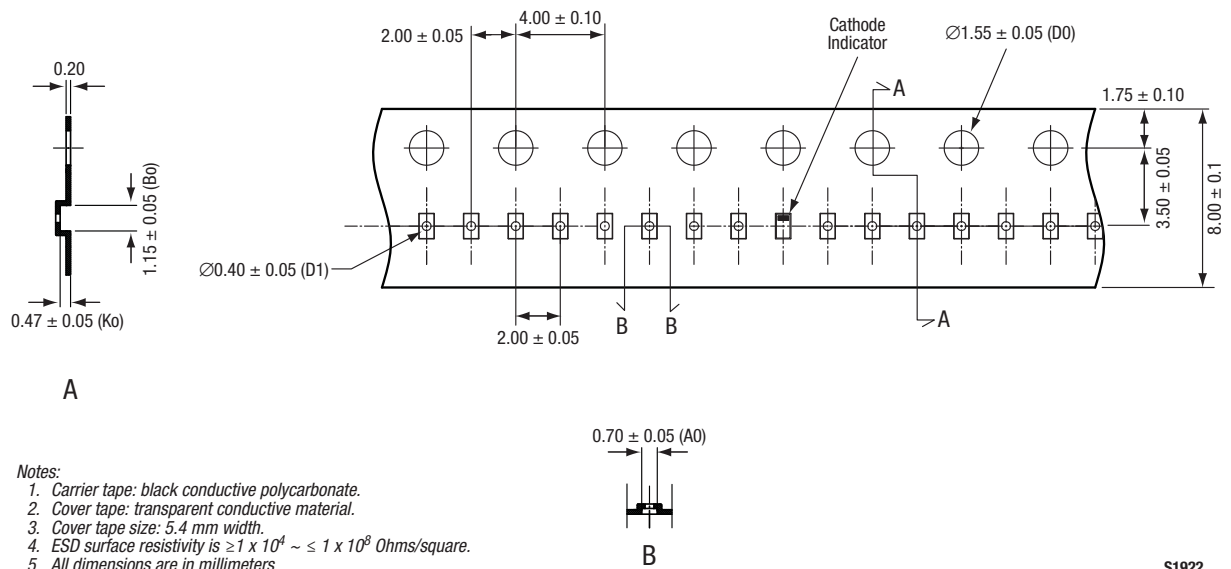 4.00 ± 0.10
2.00 ± 0.05
Cathode
Indicator
∅1.55 ± 0.05 (D0)
0.20
A
1.75 ± 0.10
1.15 ± 0.05 (Bo)
3.50 ± 0.05
8.00 ± 0.1
∅0.40 ± 0.05 (D1)
0.47 ± 0.05 (Ko)
B B
A
2.00 ± 0.05
A
0.70 ± 0.05 (A0)
Notes:
1. Carrier tape: black conductive polycarbonate.
2. Cover tape: transparent conductive material.
3. Cover tape size: 5.4 mm width.
4. ESD surface resistivity is ≥1 x 10⁴ ~ ≤ 1 x 10⁸ Ohms/square.
5. All dimensions are in millimeters
B
S1922